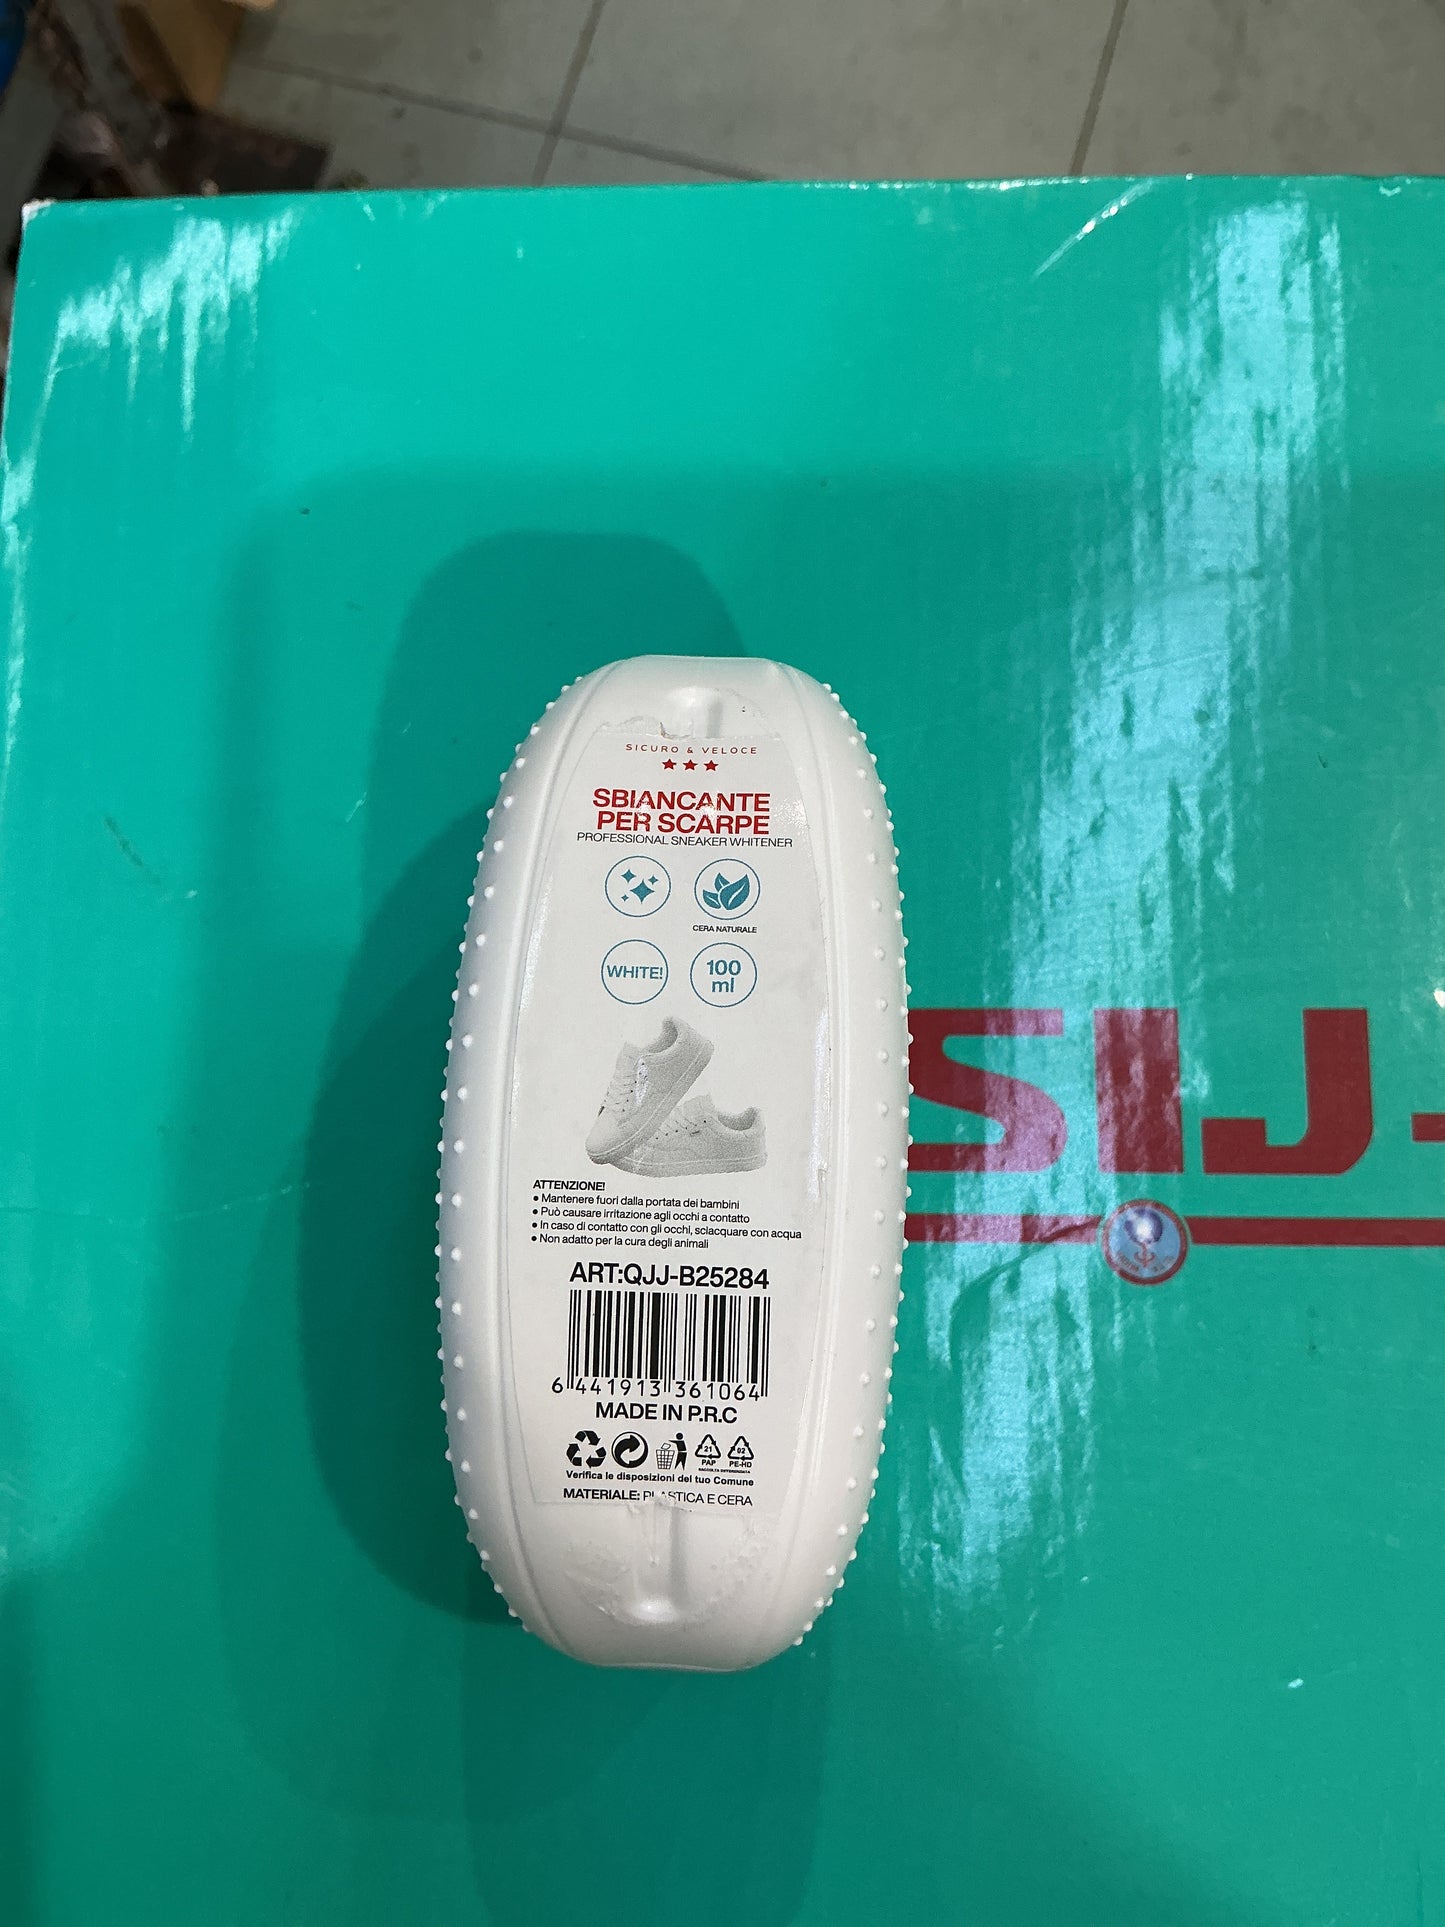 SICURO & VELOCE
SBIANCANTE
PER SCARPE
PROFESSIONAL SNEAKER WHITENER
CERA NATURALE
WHITE!
100
ml
ATTENZIONE!
• Mantenere fuori dalla portata dei bambini
• Può causare irritazione agli occhi a contatto
• In caso di contatto con gli occhi, sciacquare con acqua
• Non adatto per la cura degli animali
ART:QJJ-B25284
6 441913 361064
MADE IN P.R.C
21
PAP
02
PE-HD
RACCOLTA DIFFERENZIATA
Verifica le disposizioni del tuo Comune
MATERIALE: PLASTICA E CERA
SIJ-